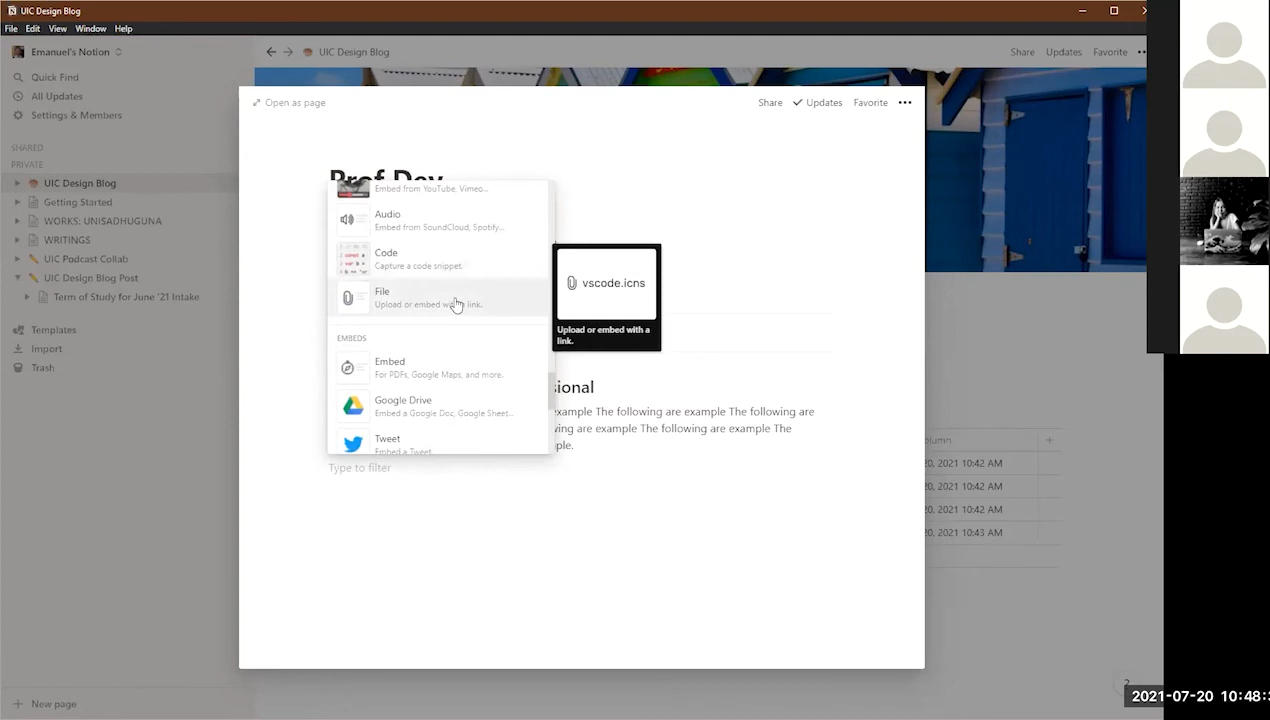 UIC Design Blog
File Edit View Window Help
Emanuel's Notion
UIC Design Blog
Share Updates Favorite
Quick Find
All Updates
Settings & Members
SHARED
PRIVATE
UIC Design Blog
Getting Started
WORKS: UNISADHUGUNA
WRITINGS
UIC Podcast Collab
UIC Design Blog Post
Term of Study for June '21 Intake
Templates
Import
Trash
New page
Open as page
Share Updates Favorite
Prof Dev
Embed from YouTube, Vimeo...
Audio
Embed from SoundCloud, Spotify...
Code
Capture a code snippet.
File
Upload or embed link.
EMBEDS
Embed
For PDFs, Google Maps, and more.
Google Drive
Embed a Google Doc, Google Sheet...
Tweet
Embed a Tweet
Type to filter
vscode.icns
Upload or embed with a
link.
sional
example The following are example The following are
wing are example The following are example The
ple.
olumn
20, 2021 10:42 AM
20, 2021 10:42 AM
20, 2021 10:42 AM
20, 2021 10:43 AM
?
2021-07-20 10:48: